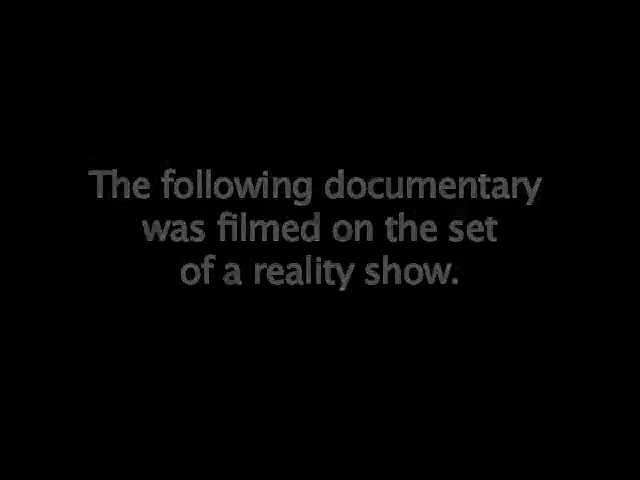 The following documentary
was filmed on the set
of a reality show.